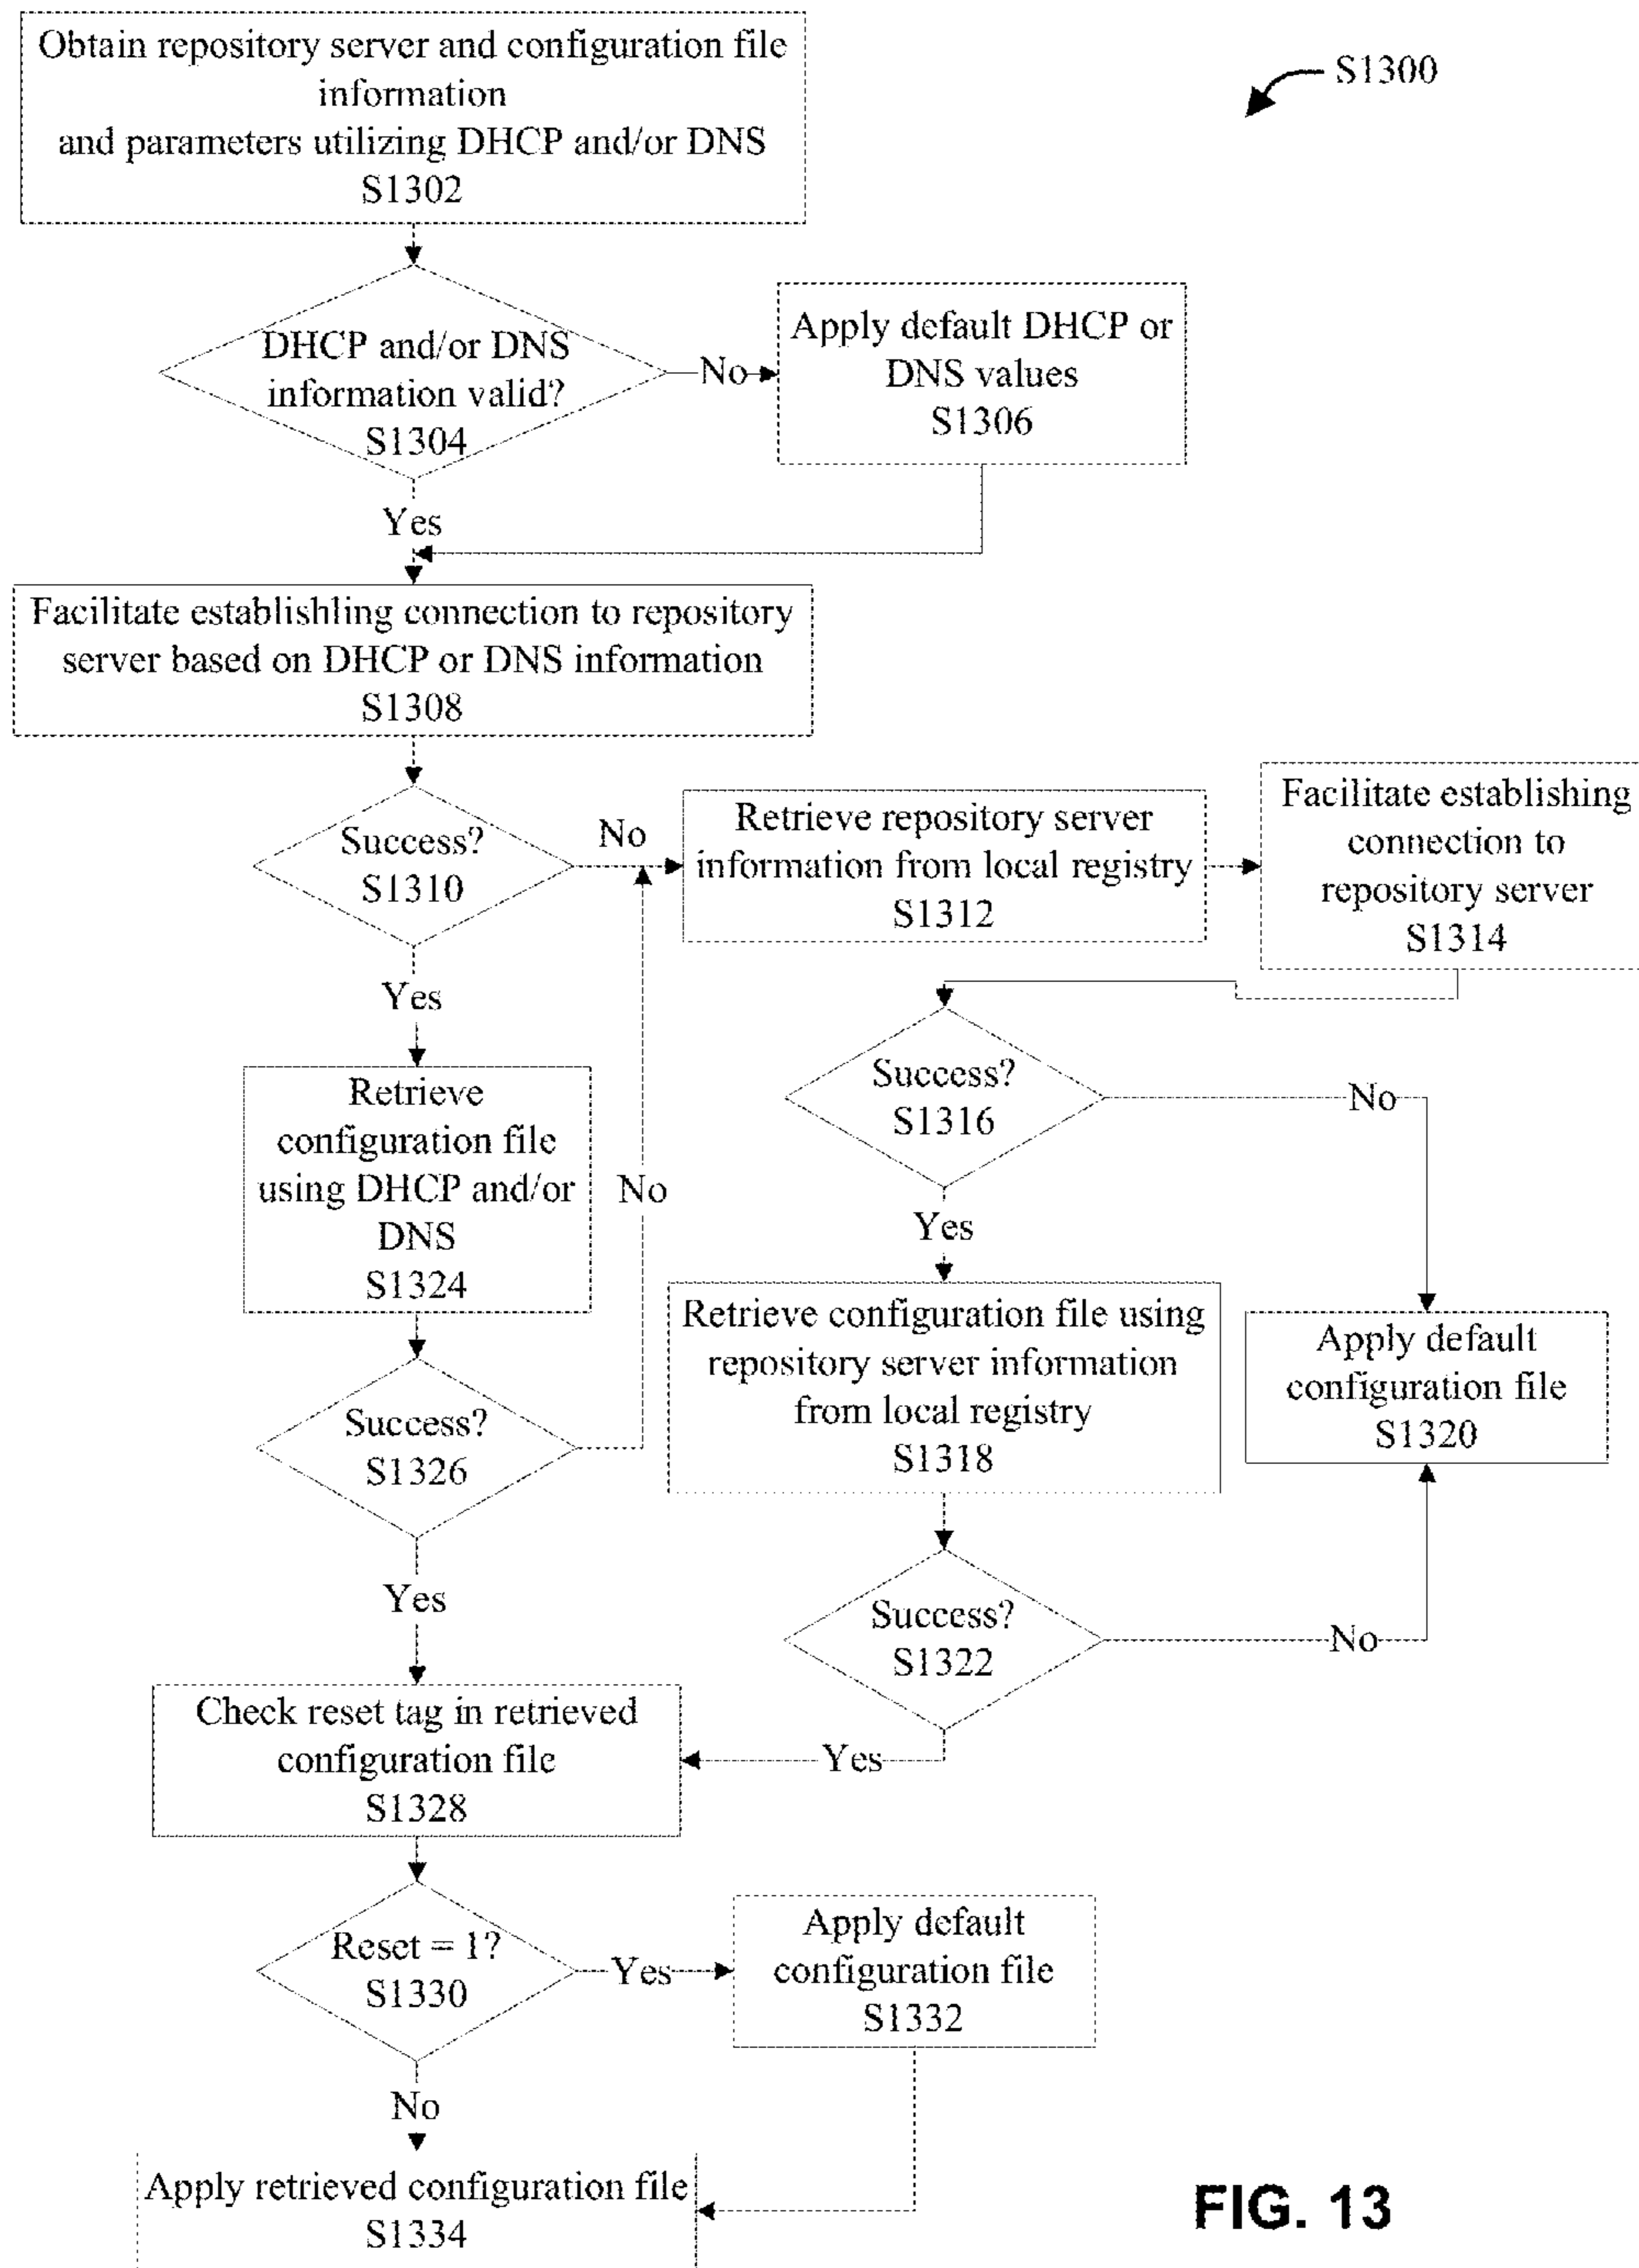 Obtain repository server and configuration file
information
and parameters utilizing DHCP and/or DNS
S1302
S1300
DHCP and/or DNS
information valid?
S1304
No
Apply default DHCP or
DNS values
S1306
Yes
Facilitate establishling connection to repository
server based on DHCP or DNS information
S1308
Success?
S1310
No
Retrieve repository server
information from local registry
S1312
Facilitate establishing
connection to
repository server
S1314
Yes
Success?
S1316
No
Retrieve
configuration file
using DHCP and/or
DNS
S1324
No
Yes
Retrieve configuration file using
repository server information
from local registry
S1318
Apply default
configuration file
S1320
Success?
S1326
Yes
Success?
S1322
No
Check reset tag in retrieved
configuration file
S1328
Yes
Reset = 1?
S1330
Yes
Apply default
configuration file
S1332
No
Apply retrieved configuration file
S1334
FIG. 13